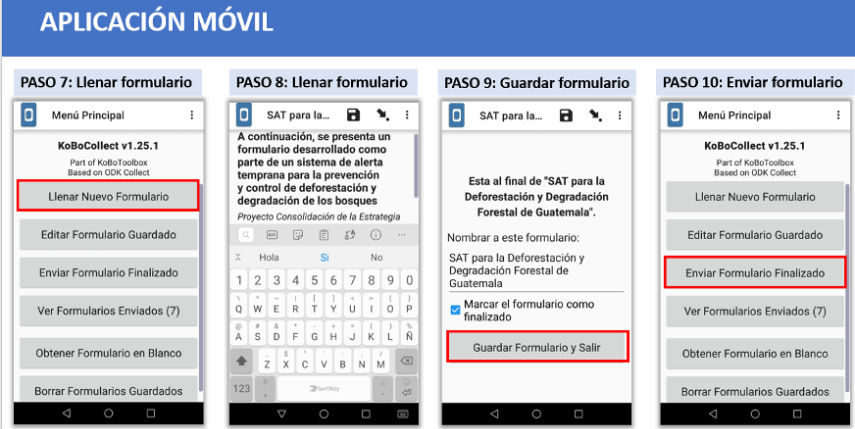 APLICACIÓN MÓVIL
PASO 7: Llenar formulario
Menú Principal
KoBoCollect v1.25.1
Part of KoBoToolbox
Based on ODK Collect
Llenar Nuevo Formulario
Editar Formulario Guardado
Enviar Formulario Finalizado
Ver Formularios Enviados (7)
Obtener Formulario en Blanco
Borrar Formularios Guardados
PASO 8: Llenar formulario
SAT para la...
A continuación, se presenta un
formulario desarrollado como
parte de un sistema de alerta
temprana para la prevención
y control de deforestación y
degradación de los bosques
Proyecto Consolidación de la Estrategia
Hola Si No
1 2 3 4 5 6 7 8 9 0
Q W E R T Y U I O P
A S D F G H J K L Ñ
Z X C V B N M
123 SwiftKey
PASO 9: Guardar formulario
SAT para la...
Esta al final de "SAT para la
Deforestación y Degradación
Forestal de Guatemala".
Nombrar a este formulario:
SAT para la Deforestación y
Degradación Forestal de
Guatemala
Marcar el formulario como
finalizado
Guardar Formulario y Salir
PASO 10: Enviar formulario
Menú Principal
KoBoCollect v1.25.1
Part of KoBoToolbox
Based on ODK Collect
Llenar Nuevo Formulario
Editar Formulario Guardado
Enviar Formulario Finalizado
Ver Formularios Enviados (7)
Obtener Formulario en Blanco
Borrar Formularios Guardados